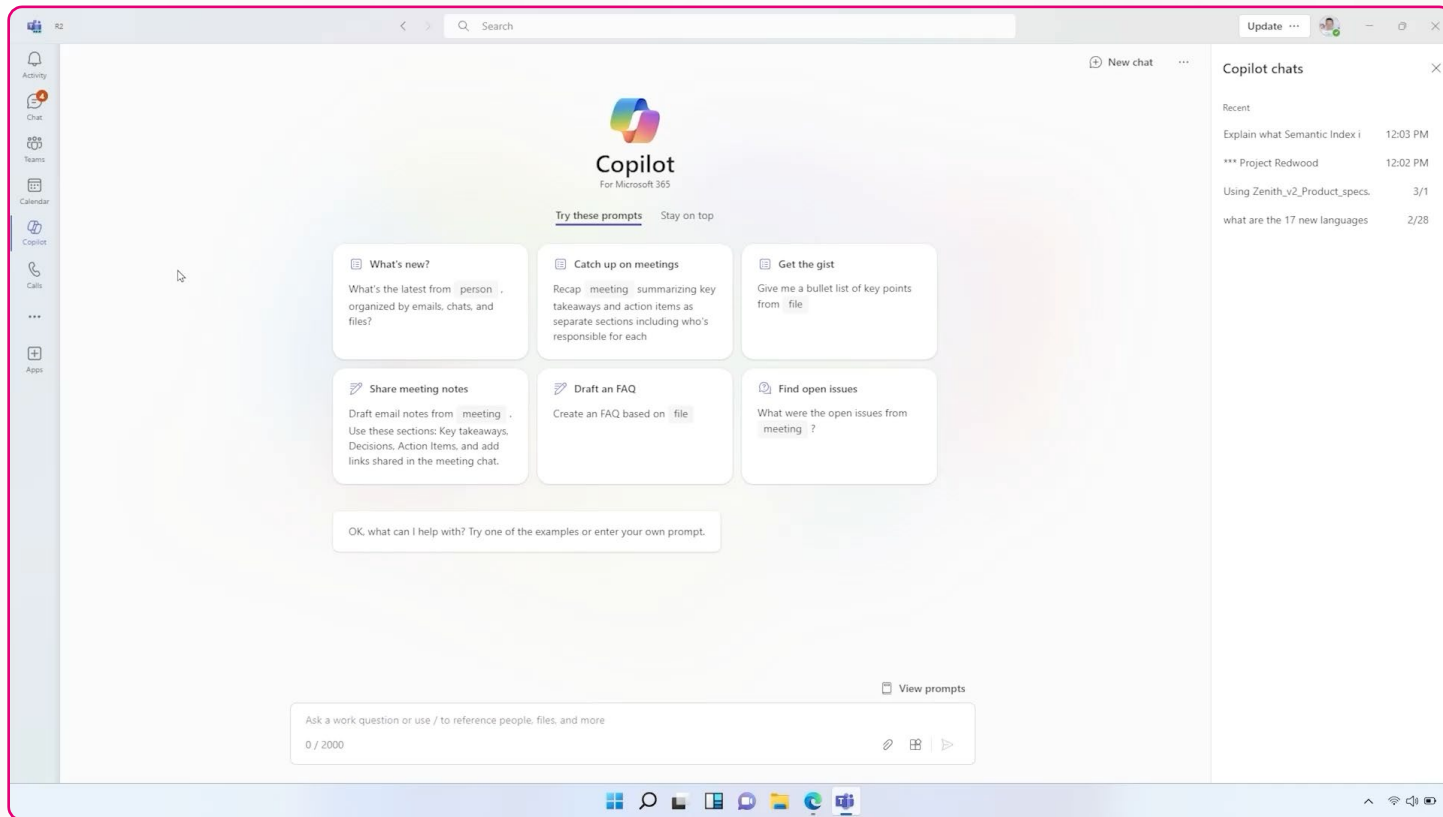 R2
Search
Update ···
Activity
4
Chat
Teams
Calendar
Copilot
Calls
Apps
New chat
Copilot
For Microsoft 365
Try these prompts Stay on top
What's new?
What's the latest from person ,
organized by emails, chats, and
files?
Catch up on meetings
Recap meeting summarizing key
takeaways and action items as
separate sections including who's
responsible for each
Get the gist
Give me a bullet list of key points
from file
Share meeting notes
Draft email notes from meeting .
Use these sections: Key takeaways,
Decisions, Action Items, and add
links shared in the meeting chat.
Draft an FAQ
Create an FAQ based on file
Find open issues
What were the open issues from
meeting ?
OK, what can I help with? Try one of the examples or enter your own prompt.
View prompts
Ask a work question or use / to reference people, files, and more
0 / 2000
Copilot chats
Recent
Explain what Semantic Index i 12:03 PM
*** Project Redwood 12:02 PM
Using Zenith_v2_Product_specs. 3/1
what are the 17 new languages 2/28